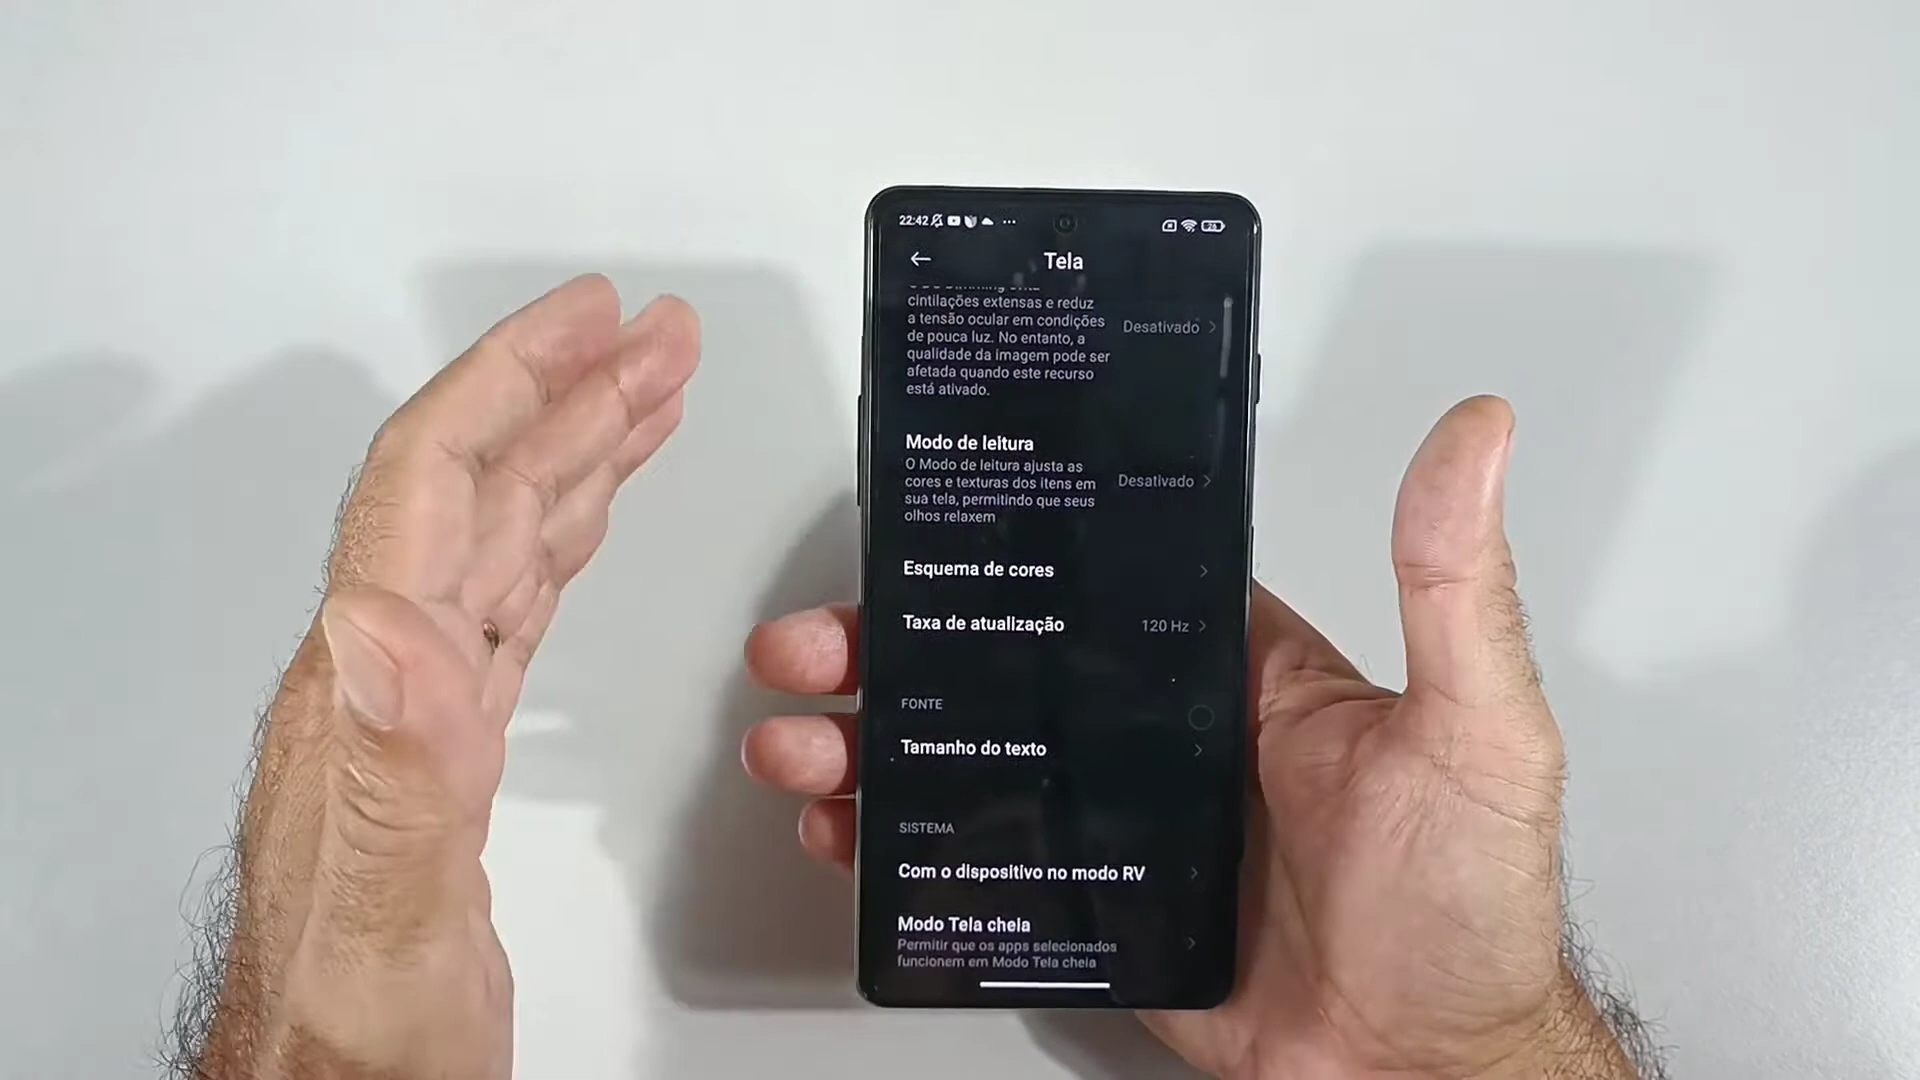 22:42
26
Tela
cintilações extensas e reduz
a tensão ocular em condições
de pouca luz. No entanto, a
qualidade da imagem pode ser
afetada quando este recurso
está ativado.
Desativado
Modo de leitura
O Modo de leitura ajusta as
cores e texturas dos itens em
sua tela, permitindo que seus
olhos relaxem
Desativado
Esquema de cores
Taxa de atualização
120 Hz
FONTE
Tamanho do texto
SISTEMA
Com o dispositivo no modo RV
Modo Tela cheia
Permitir que os apps selecionados
funcionem em Modo Tela cheia